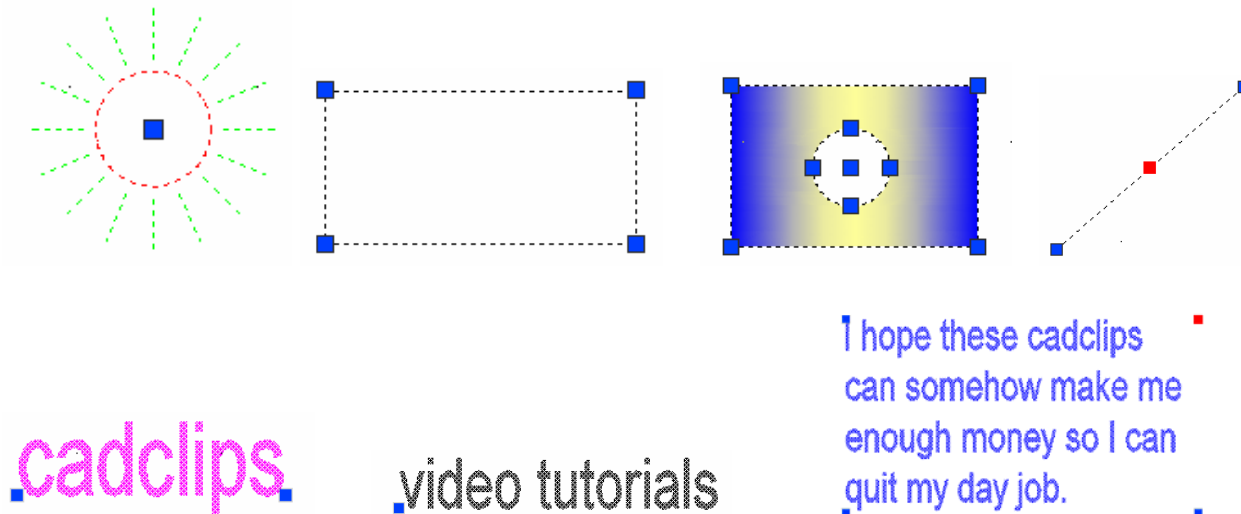 cadclips
video tutorials
I hope these cadclips
can somehow make me
enough money so I can
quit my day job.